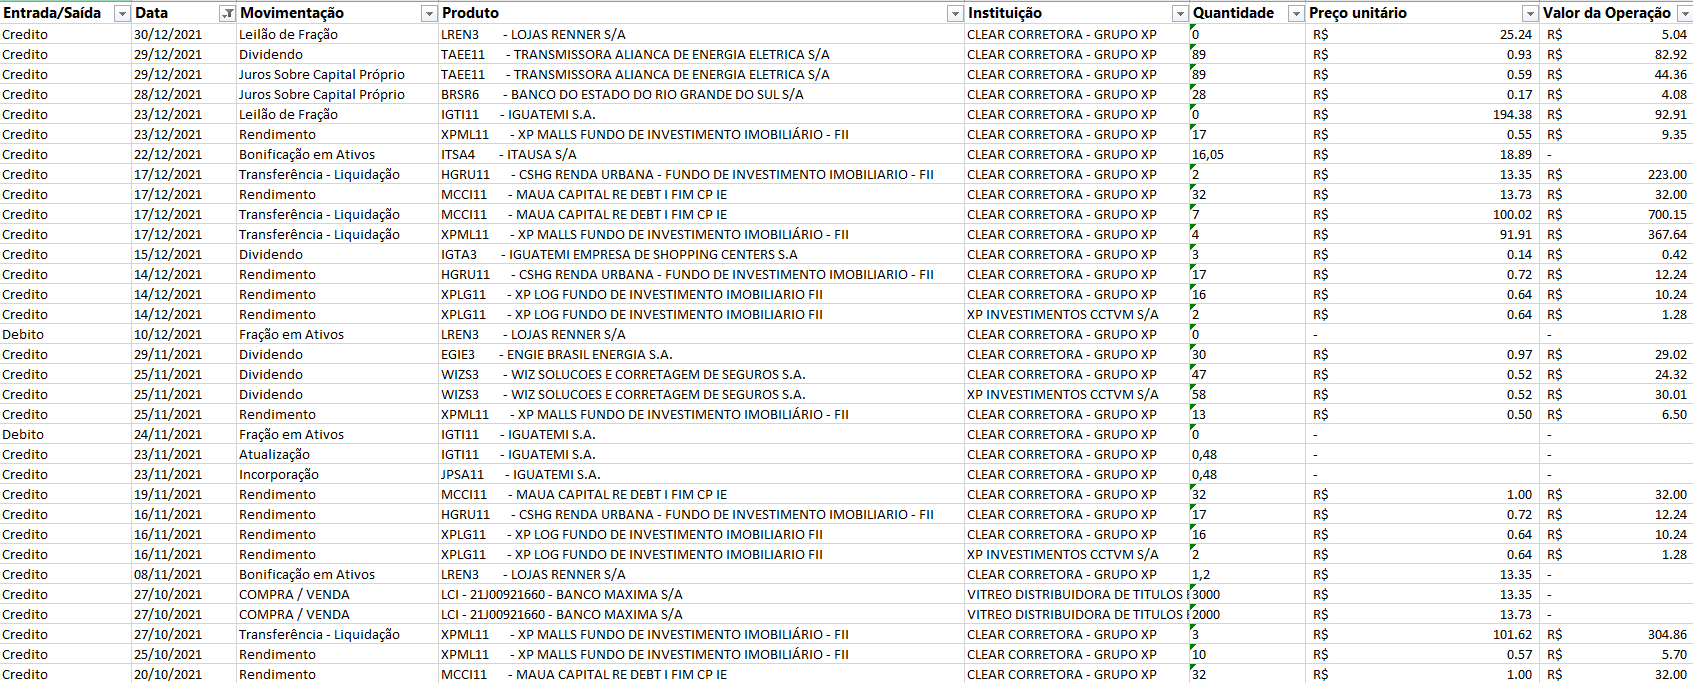 Entrada/Saída Data Movimentação Produto Instituição Quantidade Preço unitário Valor da Operação
Credito 30/12/2021 Leilão de Fração LREN3 - LOJAS RENNER S/A CLEAR CORRETORA - GRUPO XP 0 R$ 25.24 R$ 5.04
Credito 29/12/2021 Dividendo TAEE11 - TRANSMISSORA ALIANCA DE ENERGIA ELETRICA S/A CLEAR CORRETORA - GRUPO XP 89 R$ 0.93 R$ 82.92
Credito 29/12/2021 Juros Sobre Capital Próprio TAEE11 - TRANSMISSORA ALIANCA DE ENERGIA ELETRICA S/A CLEAR CORRETORA - GRUPO XP 89 R$ 0.59 R$ 44.36
Credito 28/12/2021 Juros Sobre Capital Próprio BRSR6 - BANCO DO ESTADO DO RIO GRANDE DO SUL S/A CLEAR CORRETORA - GRUPO XP 28 R$ 0.17 R$ 4.08
Credito 23/12/2021 Leilão de Fração IGTI11 - IGUATEMI S.A. CLEAR CORRETORA - GRUPO XP 0 R$ 194.38 R$ 92.91
Credito 23/12/2021 Rendimento XPML11 - XP MALLS FUNDO DE INVESTIMENTO IMOBILIÁRIO - FII CLEAR CORRETORA - GRUPO XP 17 R$ 0.55 R$ 9.35
Credito 22/12/2021 Bonificação em Ativos ITSA4 - ITAUSA S/A CLEAR CORRETORA - GRUPO XP 16,05 R$ 18.89 -
Credito 17/12/2021 Transferência - Liquidação HGRU11 - CSHG RENDA URBANA - FUNDO DE INVESTIMENTO IMOBILIARIO - FII CLEAR CORRETORA - GRUPO XP 2 R$ 13.35 R$ 223.00
Credito 17/12/2021 Rendimento MCCI11 - MAUA CAPITAL RE DEBT I FIM CP IE CLEAR CORRETORA - GRUPO XP 32 R$ 13.73 R$ 32.00
Credito 17/12/2021 Transferência - Liquidação MCCI11 - MAUA CAPITAL RE DEBT I FIM CP IE CLEAR CORRETORA - GRUPO XP 7 R$ 100.02 R$ 700.15
Credito 17/12/2021 Transferência - Liquidação XPML11 - XP MALLS FUNDO DE INVESTIMENTO IMOBILIÁRIO - FII CLEAR CORRETORA - GRUPO XP 4 R$ 91.91 R$ 367.64
Credito 15/12/2021 Dividendo IGTA3 - IGUATEMI EMPRESA DE SHOPPING CENTERS S.A CLEAR CORRETORA - GRUPO XP 3 R$ 0.14 R$ 0.42
Credito 14/12/2021 Rendimento HGRU11 - CSHG RENDA URBANA - FUNDO DE INVESTIMENTO IMOBILIARIO - FII CLEAR CORRETORA - GRUPO XP 17 R$ 0.72 R$ 12.24
Credito 14/12/2021 Rendimento XPLG11 - XP LOG FUNDO DE INVESTIMENTO IMOBILIARIO FII CLEAR CORRETORA - GRUPO XP 16 R$ 0.64 R$ 10.24
Credito 14/12/2021 Rendimento XPLG11 - XP LOG FUNDO DE INVESTIMENTO IMOBILIARIO FII XP INVESTIMENTOS CCTVM S/A 2 R$ 0.64 R$ 1.28
Debito 10/12/2021 Fração em Ativos LREN3 - LOJAS RENNER S/A CLEAR CORRETORA - GRUPO XP 0 - -
Credito 29/11/2021 Dividendo EGIE3 - ENGIE BRASIL ENERGIA S.A. CLEAR CORRETORA - GRUPO XP 30 R$ 0.97 R$ 29.02
Credito 25/11/2021 Dividendo WIZS3 - WIZ SOLUCOES E CORRETAGEM DE SEGUROS S.A. CLEAR CORRETORA - GRUPO XP 47 R$ 0.52 R$ 24.32
Credito 25/11/2021 Dividendo WIZS3 - WIZ SOLUCOES E CORRETAGEM DE SEGUROS S.A. XP INVESTIMENTOS CCTVM S/A 58 R$ 0.52 R$ 30.01
Credito 25/11/2021 Rendimento XPML11 - XP MALLS FUNDO DE INVESTIMENTO IMOBILIÁRIO - FII CLEAR CORRETORA - GRUPO XP 13 R$ 0.50 R$ 6.50
Debito 24/11/2021 Fração em Ativos IGTI11 - IGUATEMI S.A. CLEAR CORRETORA - GRUPO XP 0 - -
Credito 23/11/2021 Atualização IGTI11 - IGUATEMI S.A. CLEAR CORRETORA - GRUPO XP 0,48 - -
Credito 23/11/2021 Incorporação JPSA11 - IGUATEMI S.A. CLEAR CORRETORA - GRUPO XP 0,48 - -
Credito 19/11/2021 Rendimento MCCI11 - MAUA CAPITAL RE DEBT I FIM CP IE CLEAR CORRETORA - GRUPO XP 32 R$ 1.00 R$ 32.00
Credito 16/11/2021 Rendimento HGRU11 - CSHG RENDA URBANA - FUNDO DE INVESTIMENTO IMOBILIARIO - FII CLEAR CORRETORA - GRUPO XP 17 R$ 0.72 R$ 12.24
Credito 16/11/2021 Rendimento XPLG11 - XP LOG FUNDO DE INVESTIMENTO IMOBILIARIO FII CLEAR CORRETORA - GRUPO XP 16 R$ 0.64 R$ 10.24
Credito 16/11/2021 Rendimento XPLG11 - XP LOG FUNDO DE INVESTIMENTO IMOBILIARIO FII XP INVESTIMENTOS CCTVM S/A 2 R$ 0.64 R$ 1.28
Credito 08/11/2021 Bonificação em Ativos LREN3 - LOJAS RENNER S/A CLEAR CORRETORA - GRUPO XP 1,2 R$ 13.35 -
Credito 27/10/2021 COMPRA / VENDA LCI - 21J00921660 - BANCO MAXIMA S/A VITREO DISTRIBUIDORA DE TITULOS 3000 R$ 13.35 -
Credito 27/10/2021 COMPRA / VENDA LCI - 21J00921660 - BANCO MAXIMA S/A VITREO DISTRIBUIDORA DE TITULOS 2000 R$ 13.73 -
Credito 27/10/2021 Transferência - Liquidação XPML11 - XP MALLS FUNDO DE INVESTIMENTO IMOBILIÁRIO - FII CLEAR CORRETORA - GRUPO XP 3 R$ 101.62 R$ 304.86
Credito 25/10/2021 Rendimento XPML11 - XP MALLS FUNDO DE INVESTIMENTO IMOBILIÁRIO - FII CLEAR CORRETORA - GRUPO XP 10 R$ 0.57 R$ 5.70
Credito 20/10/2021 Rendimento MCCI11 - MAUA CAPITAL RE DEBT I FIM CP IE CLEAR CORRETORA - GRUPO XP 32 R$ 1.00 R$ 32.00